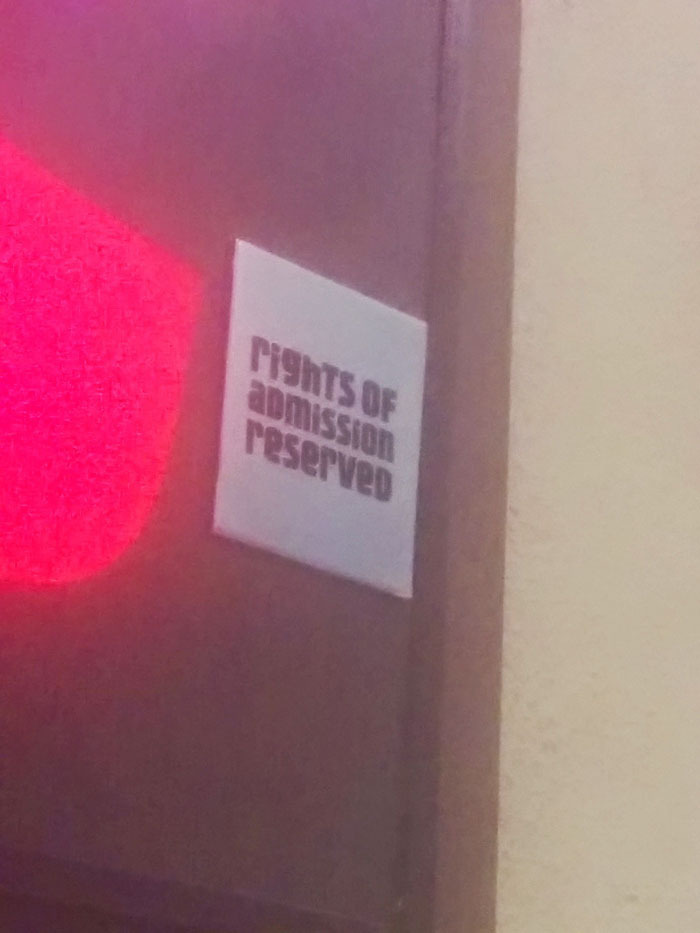 rights of
admission
reserved